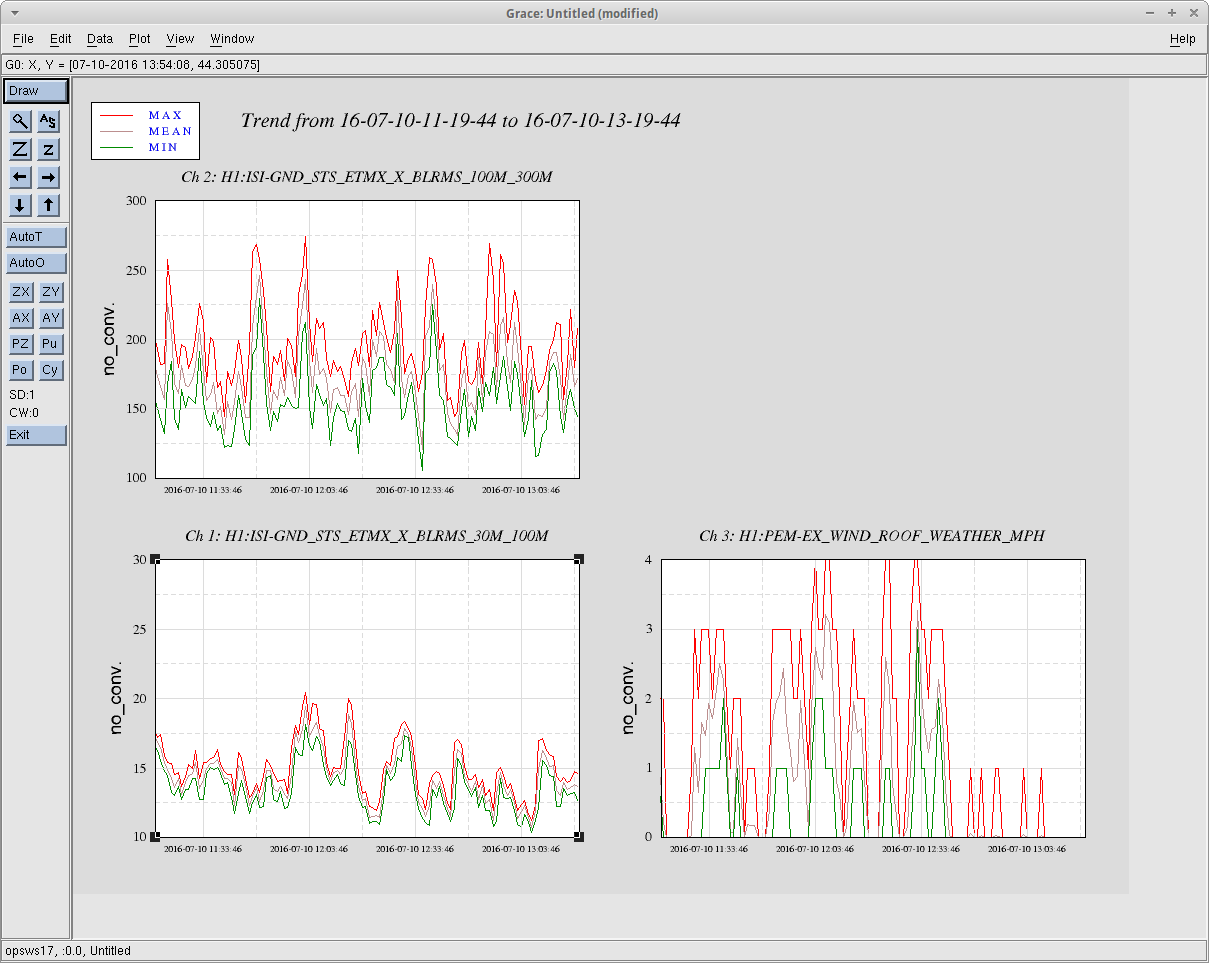 Grace: Untitled (modified)
File Edit Data Plot View Window Help
G0: X, Y = [07-10-2016 13:54:08, 44.305075]
Draw
AS
Z z
AutoT
AutoO
ZX ZY
AX AY
PZ Pu
Po Cy
SD:1
CW:0
Exit
MAX
MEAN
MIN
Trend from 16-07-10-11-19-44 to 16-07-10-13-19-44
Ch 2: H1:ISI-GND_STS_ETMX_X_BLRMS_100M_300M
300
250
200
150
100
no_conv.
2016-07-10 11:33:46 2016-07-10 12:03:46 2016-07-10 12:33:46 2016-07-10 13:03:46
Ch 1: H1:ISI-GND_STS_ETMX_X_BLRMS_30M_100M
30
25
20
15
10
no_conv.
2016-07-10 11:33:46 2016-07-10 12:03:46 2016-07-10 12:33:46 2016-07-10 13:03:46
Ch 3: H1:PEM-EX_WIND_ROOF_WEATHER_MPH
4
3
2
1
0
no_conv.
2016-07-10 11:33:46 2016-07-10 12:03:46 2016-07-10 12:33:46 2016-07-10 13:03:46
opsws17, :0.0, Untitled